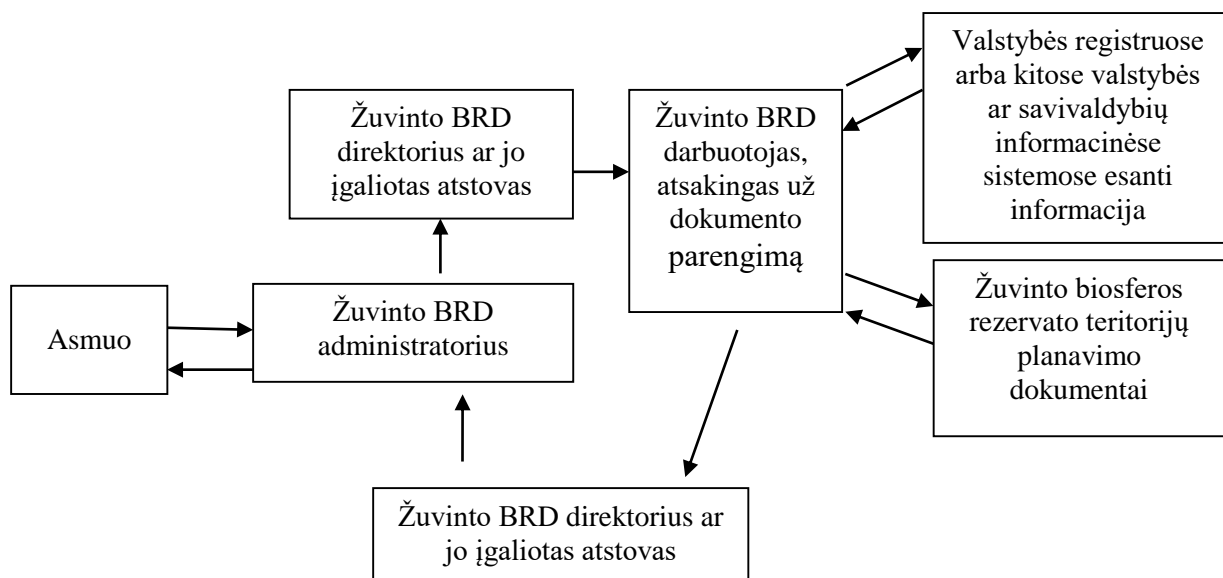 Valstybės registruose
arba kitose valstybės
ar savivaldybių
informacinėse
sistemose esanti
informacija
Žuvinto BRD
direktorius ar jo
įgaliotas atstovas
Žuvinto BRD
darbuotojas,
atsakingas už
dokumento
parengimą
Asmuo
Žuvinto BRD
administratorius
Žuvinto biosferos
rezervato teritorijų
planavimo
dokumentai
Žuvinto BRD direktorius ar
jo įgaliotas atstovas